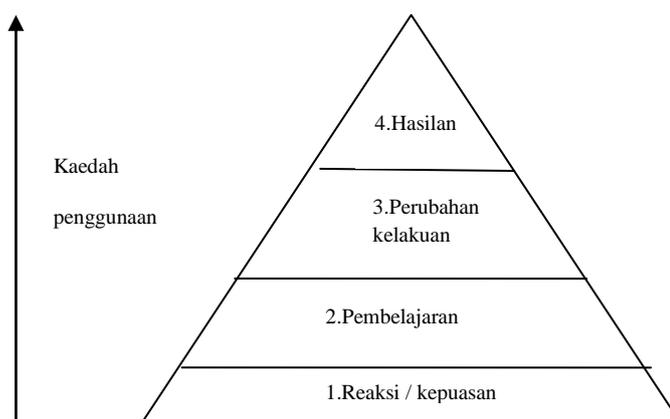 4.Hasilan
Kaedah
penggunaan
3.Perubahan
kelakuan
2.Pembelajaran
1.Reaksi / kepuasan